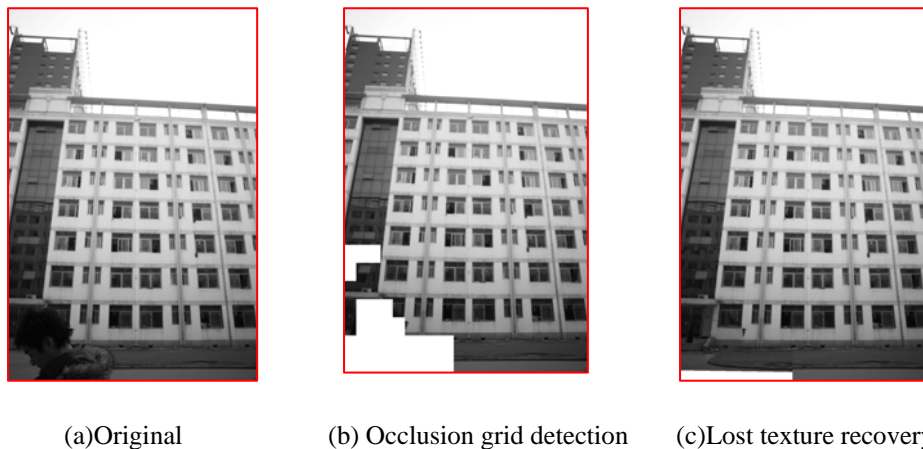 (a)Original
(b) Occlusion grid detection
(c)Lost texture recovery